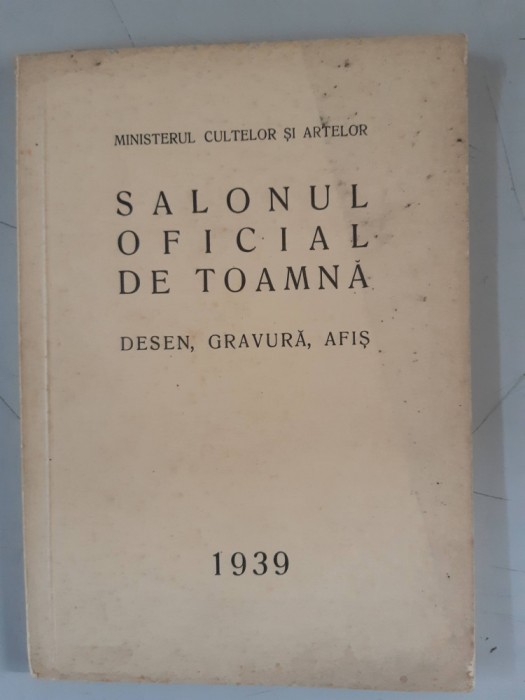 MINISTERUL CULTELOR ȘI ARTELOR
SALONUL
OFICIAL
DE TOAMNĂ
DESEN, GRAVURĂ, AFIȘ
1939